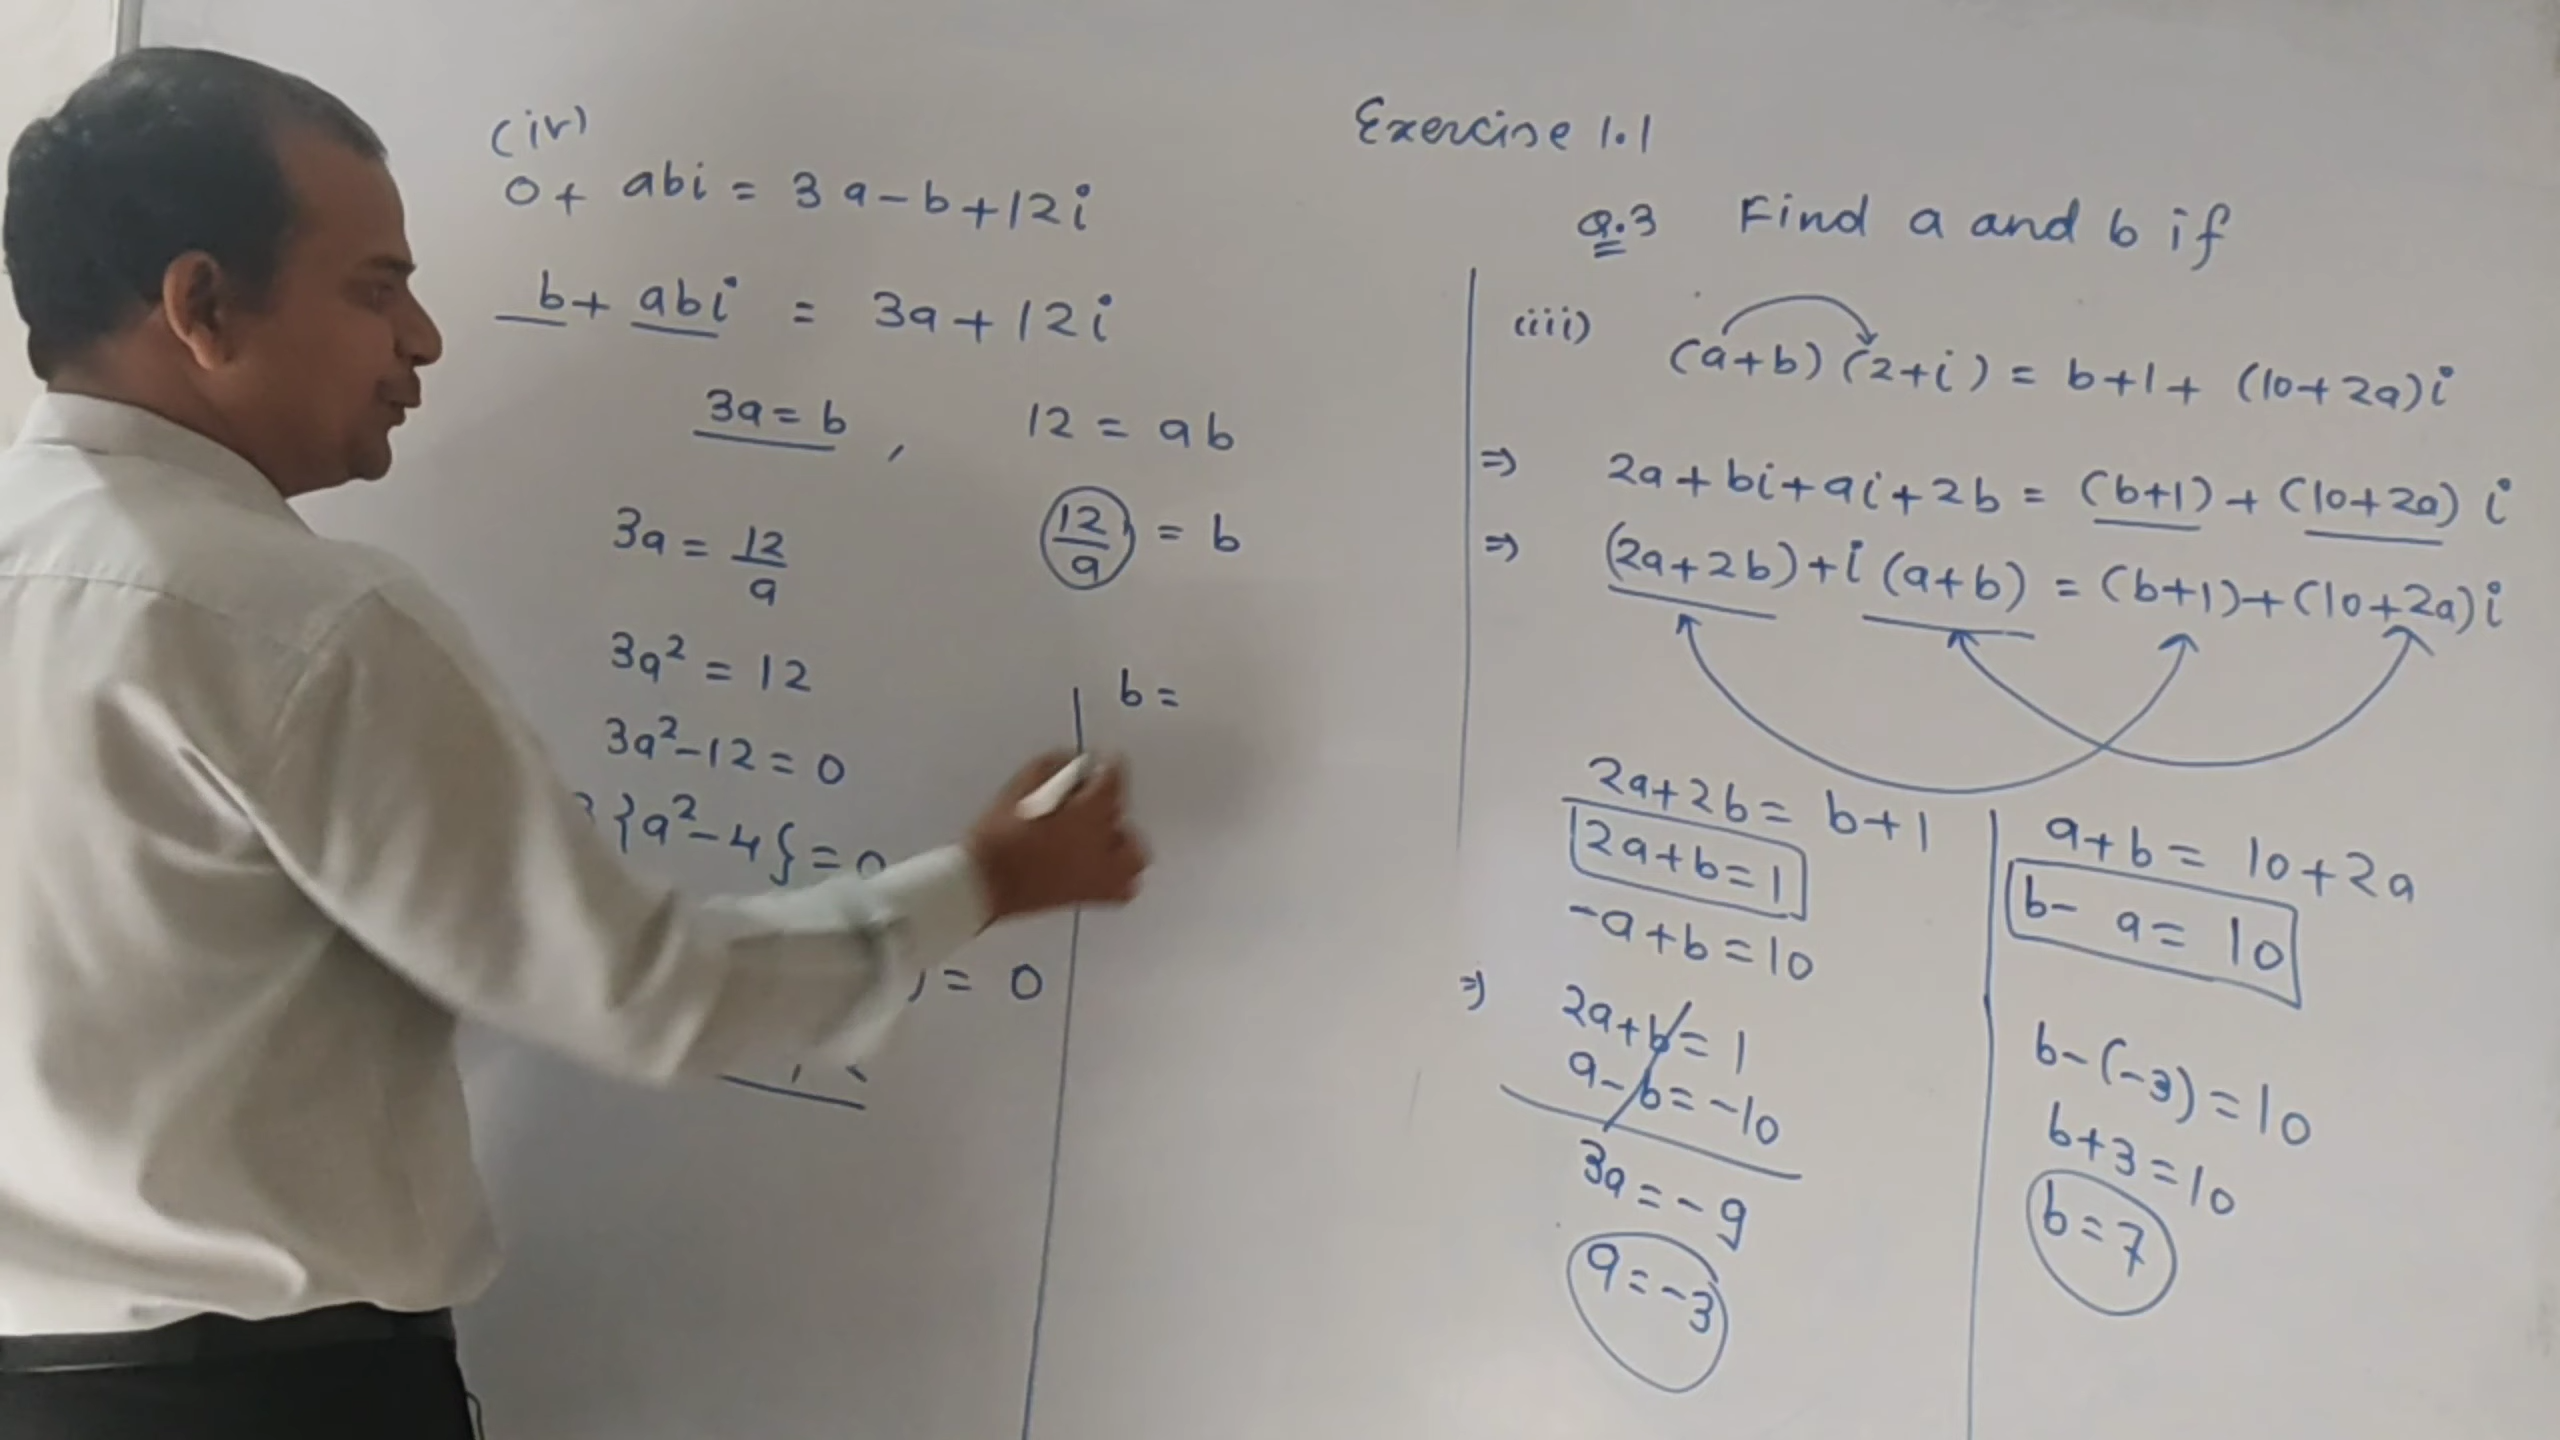 (iv)
0 + abi = 3a - b + 12i
b + abi = 3a + 12i
3a = b , 12 = ab
3a = 12/a
12/a = b
3a² = 12
3a² - 12 = 0
{a² - 4} = 0
) = 0
b =
Exercise 1.1
Q.3 Find a and b if
(iii) (a+b) (2+i) = b+1+ (10+2a)i
⇒ 2a + bi + ai + 2b = (b+1) + (10+2a) i
⇒ (2a+2b)+i (a+b) = (b+1)+(10+2a)i
2a+2b = b+1
2a+b = 1
-a+b = 10
⇒ 2a+b = 1
a-b = -10
3a = -9
a = -3
a+b = 10+2a
b- a = 10
b-(-3) = 10
b+3 = 10
b = 7